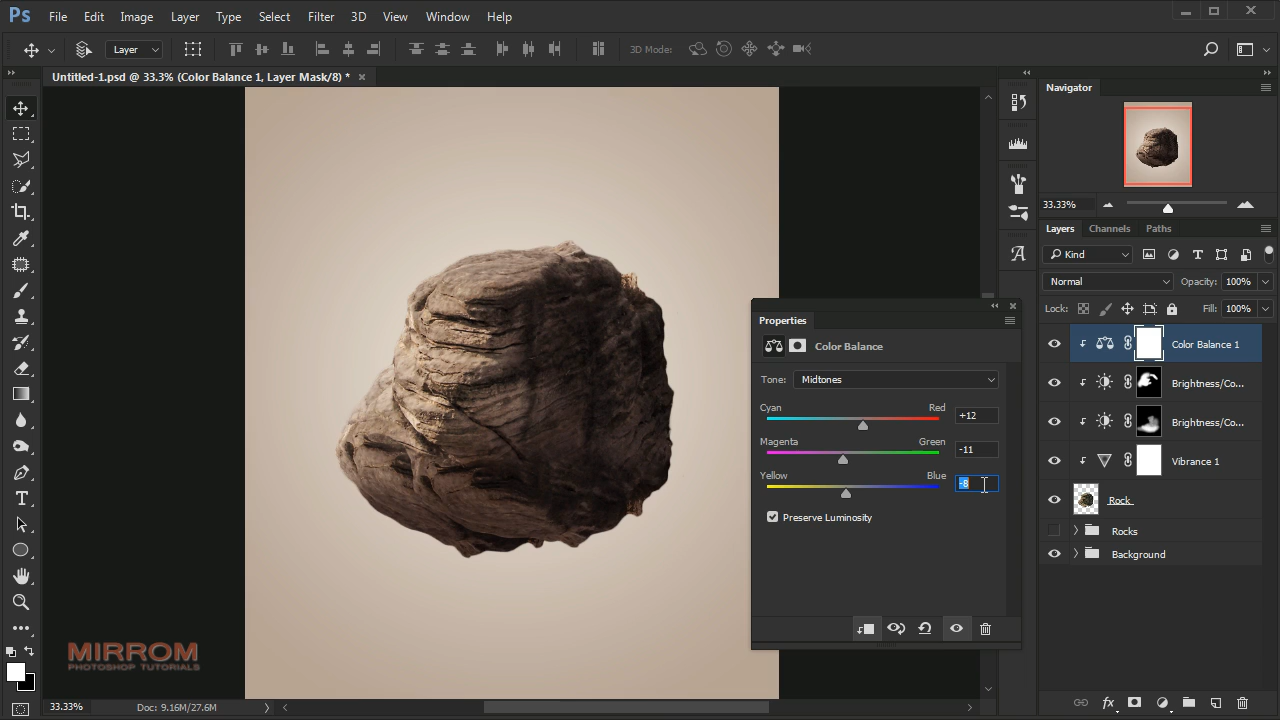 Ps File Edit Image Layer Type Select Filter 3D View Window Help
Layer 3D Mode:
Untitled-1.psd @ 33.3% (Color Balance 1, Layer Mask/8) *
Navigator
33.33%
Layers Channels Paths
Kind
Normal Opacity: 100%
Lock: Fill: 100%
Color Balance 1
Brightness/Co...
Brightness/Co...
Vibrance 1
Rock
Rocks
Background
Properties
Color Balance
Tone: Midtones
Cyan Red +12
Magenta Green -11
Yellow Blue -8
Preserve Luminosity
MIRROM
PHOTOSHOP TUTORIALS
33.33% Doc: 9.16M/27.6M